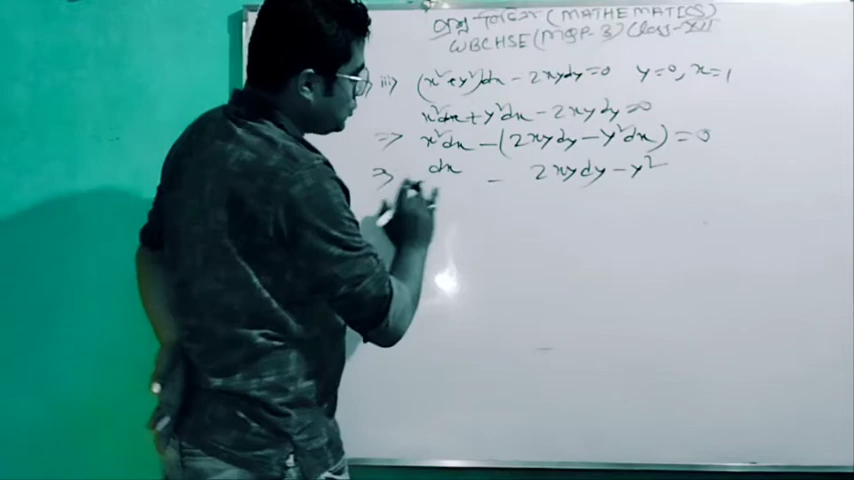 (MATHEMATICS)
WBCHSE (MQP-3) Class-XII
iii) (x²+y²)dx - 2xydy=0 y=0, x=1
x²dx+y²dx-2xydy=0
=> x²dx-(2xydy-y²dx)=0
=> dx - 2xydy-y²